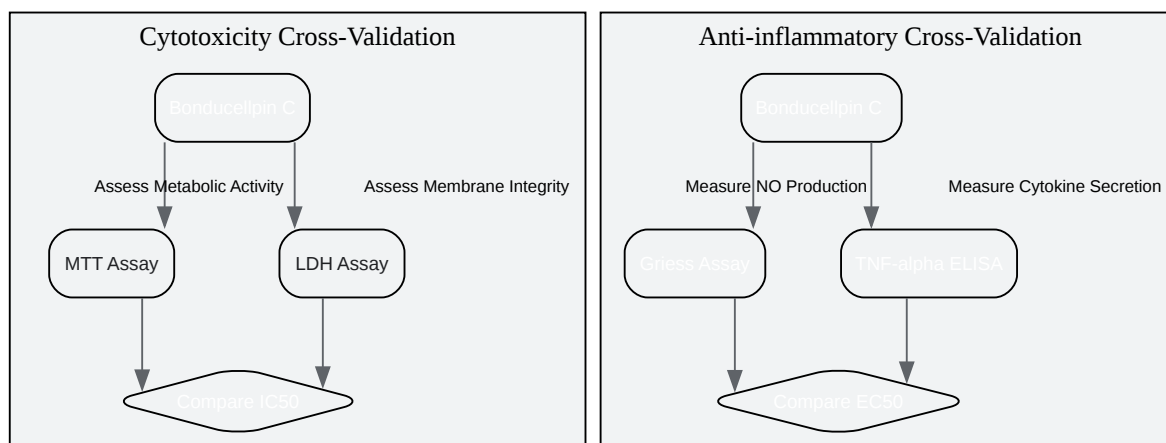 Cytotoxicity Cross-Validation
Bonducellpin C
Assess Metabolic Activity
Assess Membrane Integrity
MTT Assay
LDH Assay
Compare IC50
Anti-inflammatory Cross-Validation
Bonducellpin C
Measure NO Production
Measure Cytokine Secretion
Griess Assay
TNF-alpha ELISA
Compare EC50